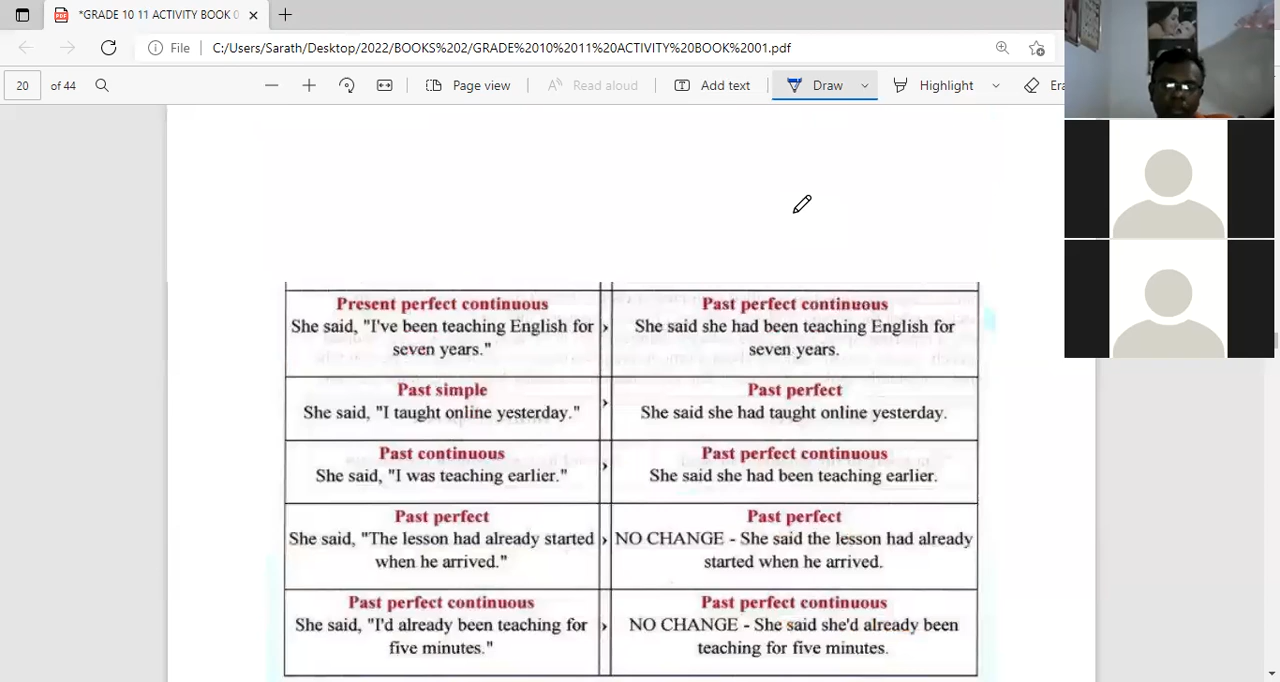 *GRADE 10 11 ACTIVITY BOOK 0
File C:/Users/Sarath/Desktop/2022/BOOKS%202/GRADE%2010%2011%20ACTIVITY%20BOOK%2001.pdf
20 of 44 Page view Read aloud Add text Draw Highlight Era
Present perfect continuous
She said, "I've been teaching English for
seven years."
›
Past perfect continuous
She said she had been teaching English for
seven years.
Past simple
She said, "I taught online yesterday."
›
Past perfect
She said she had taught online yesterday.
Past continuous
She said, "I was teaching earlier."
›
Past perfect continuous
She said she had been teaching earlier.
Past perfect
She said, "The lesson had already started
when he arrived."
›
Past perfect
NO CHANGE - She said the lesson had already
started when he arrived.
Past perfect continuous
She said, "I'd already been teaching for
five minutes."
›
Past perfect continuous
NO CHANGE - She said she'd already been
teaching for five minutes.